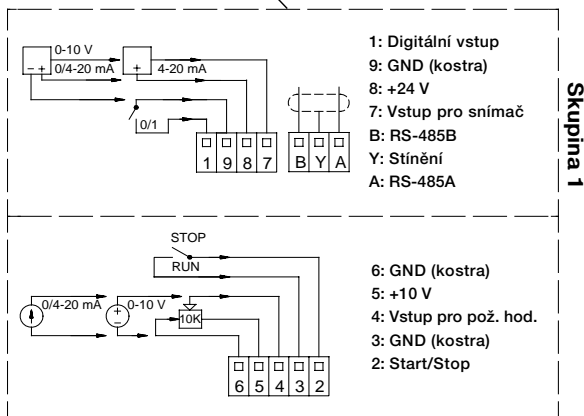 0-10 V
0/4-20 mA
- +
+
4-20 mA
0/1
1 9 8 7
B Y A
1: Digitální vstup
9: GND (kostra)
8: +24 V
7: Vstup pro snímač
B: RS-485B
Y: Stínění
A: RS-485A
Skupina 1
STOP
RUN
0/4-20 mA
+
-
0-10 V
10K
6 5 4 3 2
6: GND (kostra)
5: +10 V
4: Vstup pro pož. hod.
3: GND (kostra)
2: Start/Stop